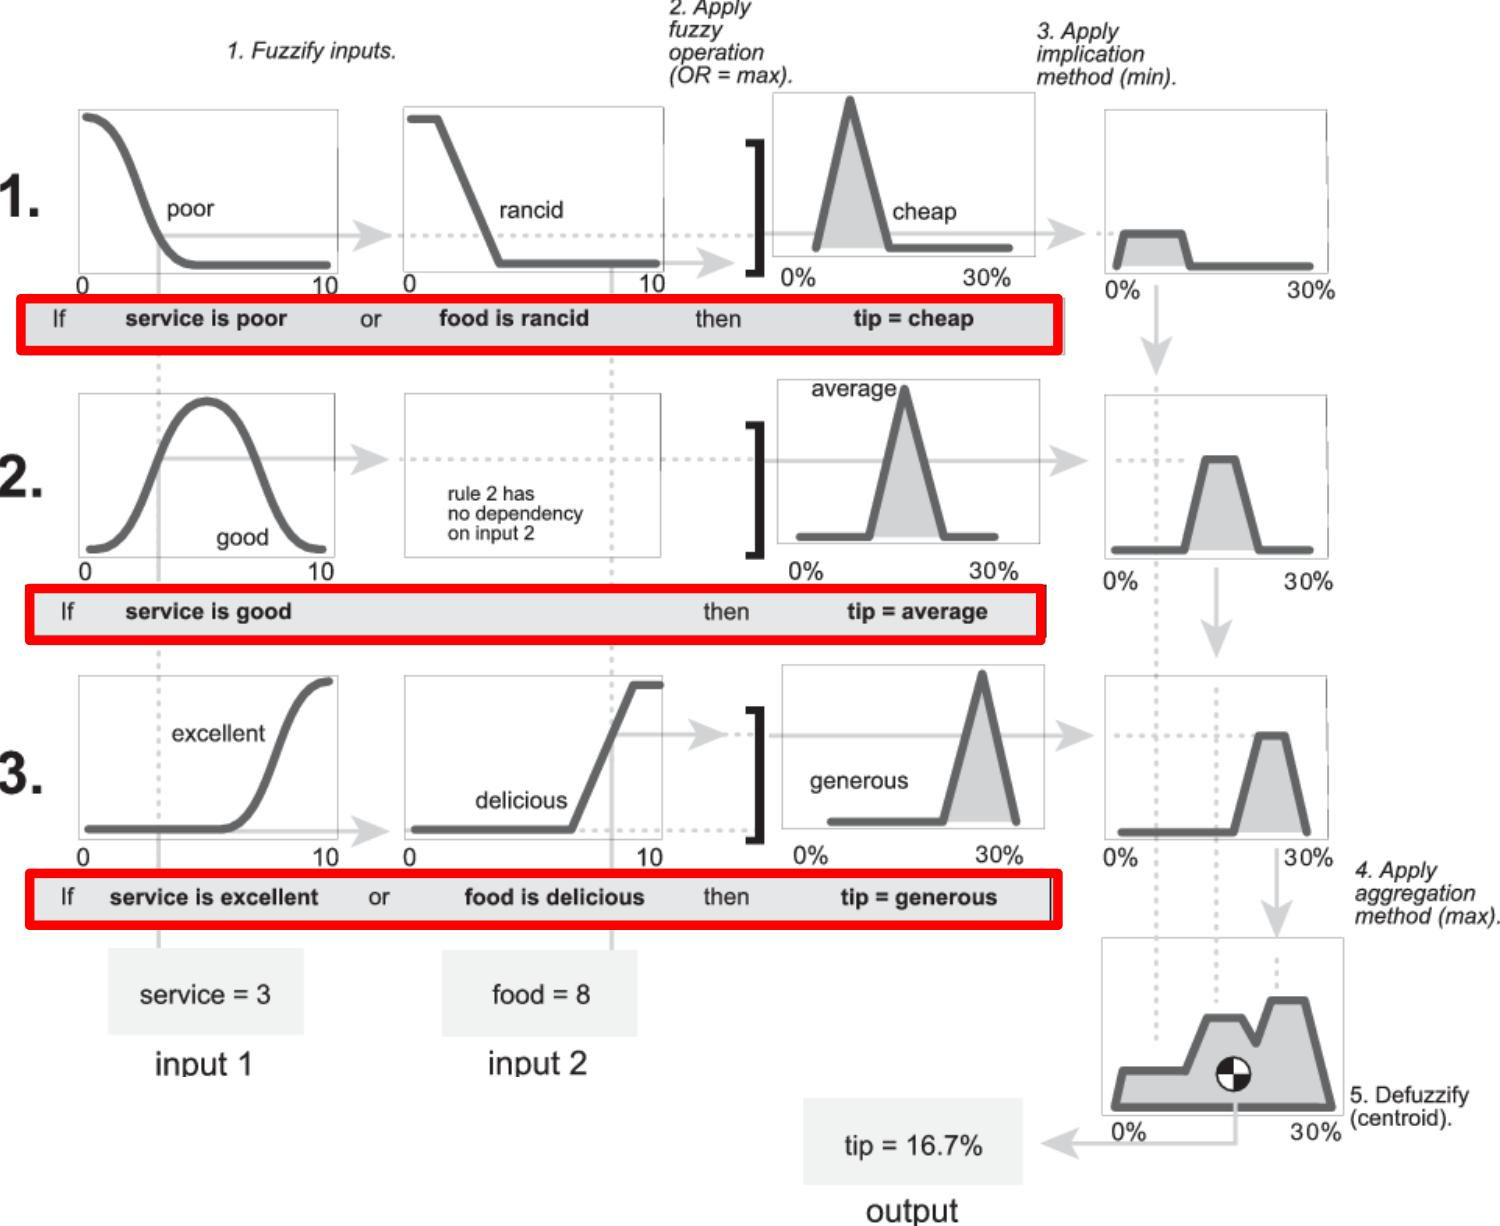 1. Fuzzify inputs.
2. Apply
fuzzy
operation
(OR = max).
3. Apply
implication
method (min).
1.
poor
rancid
cheap
0
10
0
10
0%
30%
0%
30%
If service is poor or food is rancid then tip = cheap
2.
good
rule 2 has
no dependency
on input 2
average
0
10
0%
30%
0%
30%
If service is good then tip = average
3.
excellent
delicious
generous
0
10
0
10
0%
30%
0%
30%
If service is excellent or food is delicious then tip = generous
4. Apply
aggregation
method (max).
service = 3
food = 8
input 1
input 2
0%
30%
5. Defuzzify
(centroid).
tip = 16.7%
output